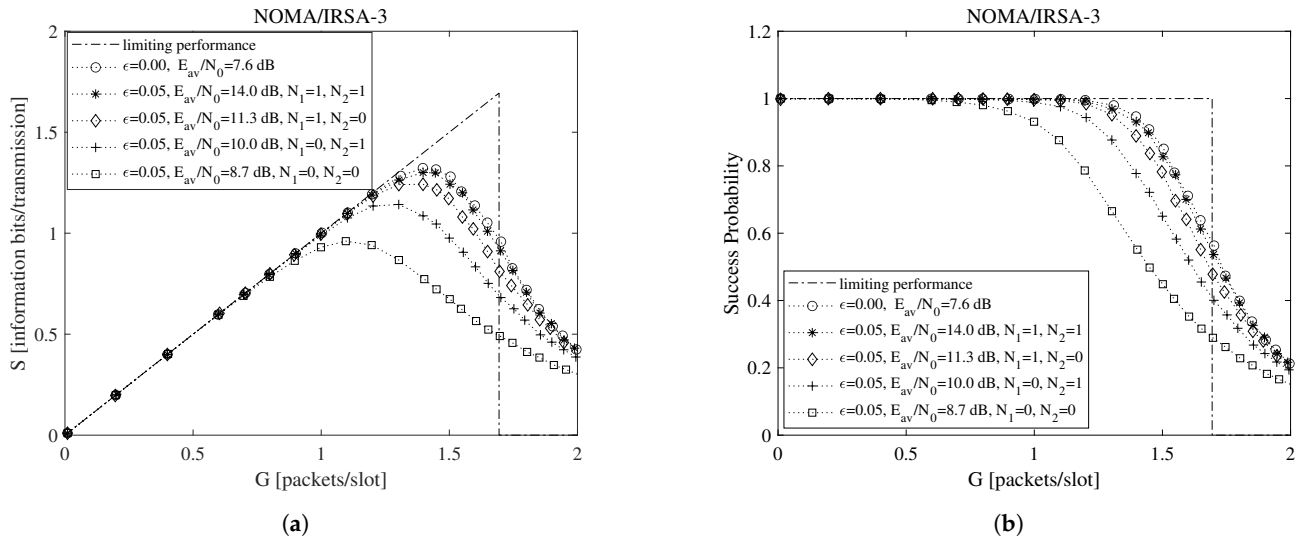 NOMA/IRSA-3
2
1.5
1
0.5
0
S [information bits/transmission]
limiting performance
ϵ=0.00, E_av/N_0=7.6 dB
ϵ=0.05, E_av/N_0=14.0 dB, N_1=1, N_2=1
ϵ=0.05, E_av/N_0=11.3 dB, N_1=1, N_2=0
ϵ=0.05, E_av/N_0=10.0 dB, N_1=0, N_2=1
ϵ=0.05, E_av/N_0=8.7 dB, N_1=0, N_2=0
0 0.5 1 1.5 2
G [packets/slot]
(a)
NOMA/IRSA-3
1.2
1
0.8
0.6
0.4
0.2
0
Success Probability
limiting performance
ϵ=0.00, E_av/N_0=7.6 dB
ϵ=0.05, E_av/N_0=14.0 dB, N_1=1, N_2=1
ϵ=0.05, E_av/N_0=11.3 dB, N_1=1, N_2=0
ϵ=0.05, E_av/N_0=10.0 dB, N_1=0, N_2=1
ϵ=0.05, E_av/N_0=8.7 dB, N_1=0, N_2=0
0 0.5 1 1.5 2
G [packets/slot]
(b)